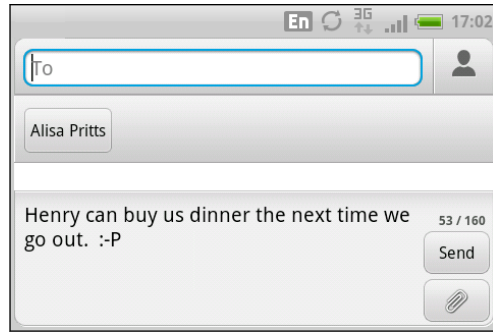 En 3G 17:02
To
Alisa Pritts
Henry can buy us dinner the next time we
go out.  :-P
53 / 160
Send